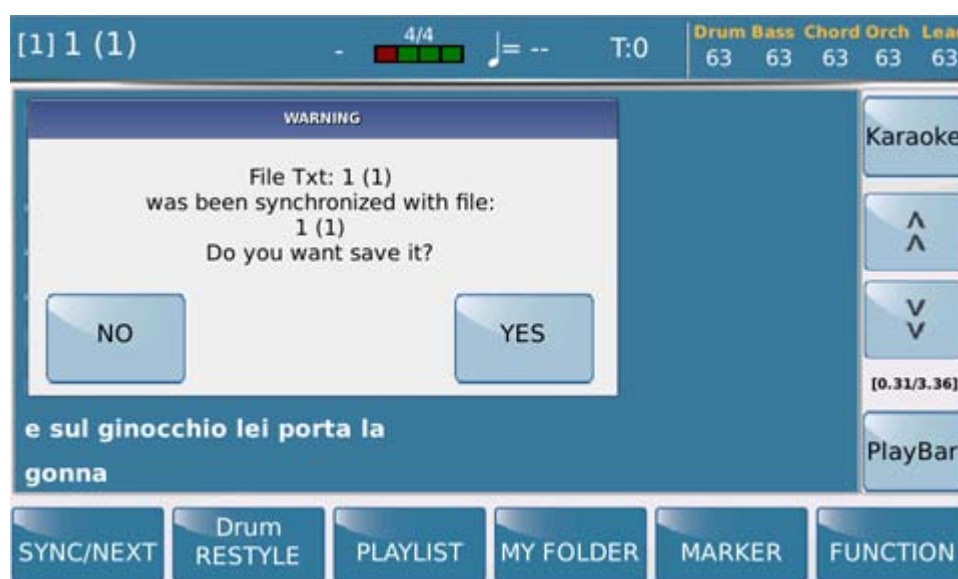 [1] 1 (1) - 4/4 ♩= -- T:0
Drum Bass Chord Orch Lea
63 63 63 63 63
WARNING
File Txt: 1 (1)
was been synchronized with file:
1 (1)
Do you want save it?
NO YES
e sul ginocchio lei porta la
gonna
Karaoke
[0.31/3.36]
PlayBar
SYNC/NEXT
Drum
RESTYLE
PLAYLIST
MY FOLDER
MARKER
FUNCTION